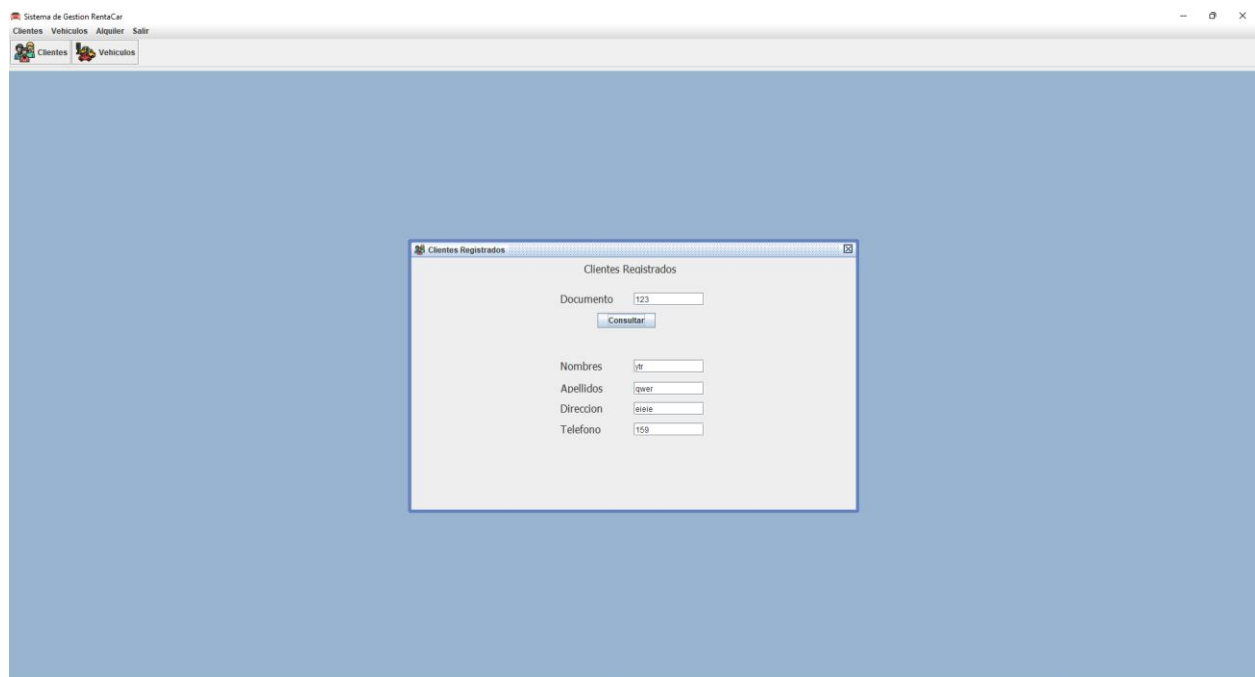 Sistema de Gestion RentaCar
Clientes Vehiculos Alquiler Salir
Clientes Vehiculos
Clientes Registrados
Clientes Registrados
Documento 123
Consultar
Nombres ytr
Apellidos qwer
Direccion eieie
Telefono 159